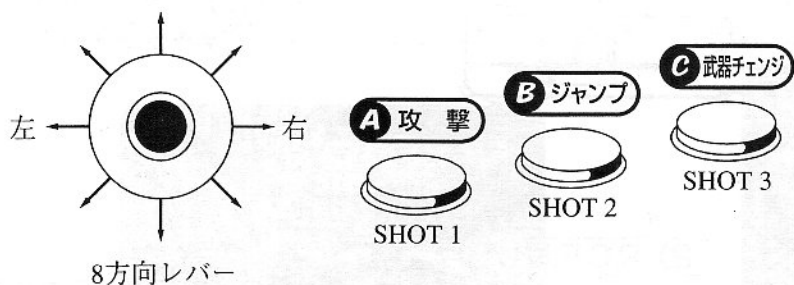 左
右
8方向レバー
A 攻撃
SHOT 1
B ジャンプ
SHOT 2
C 武器チェンジ
SHOT 3